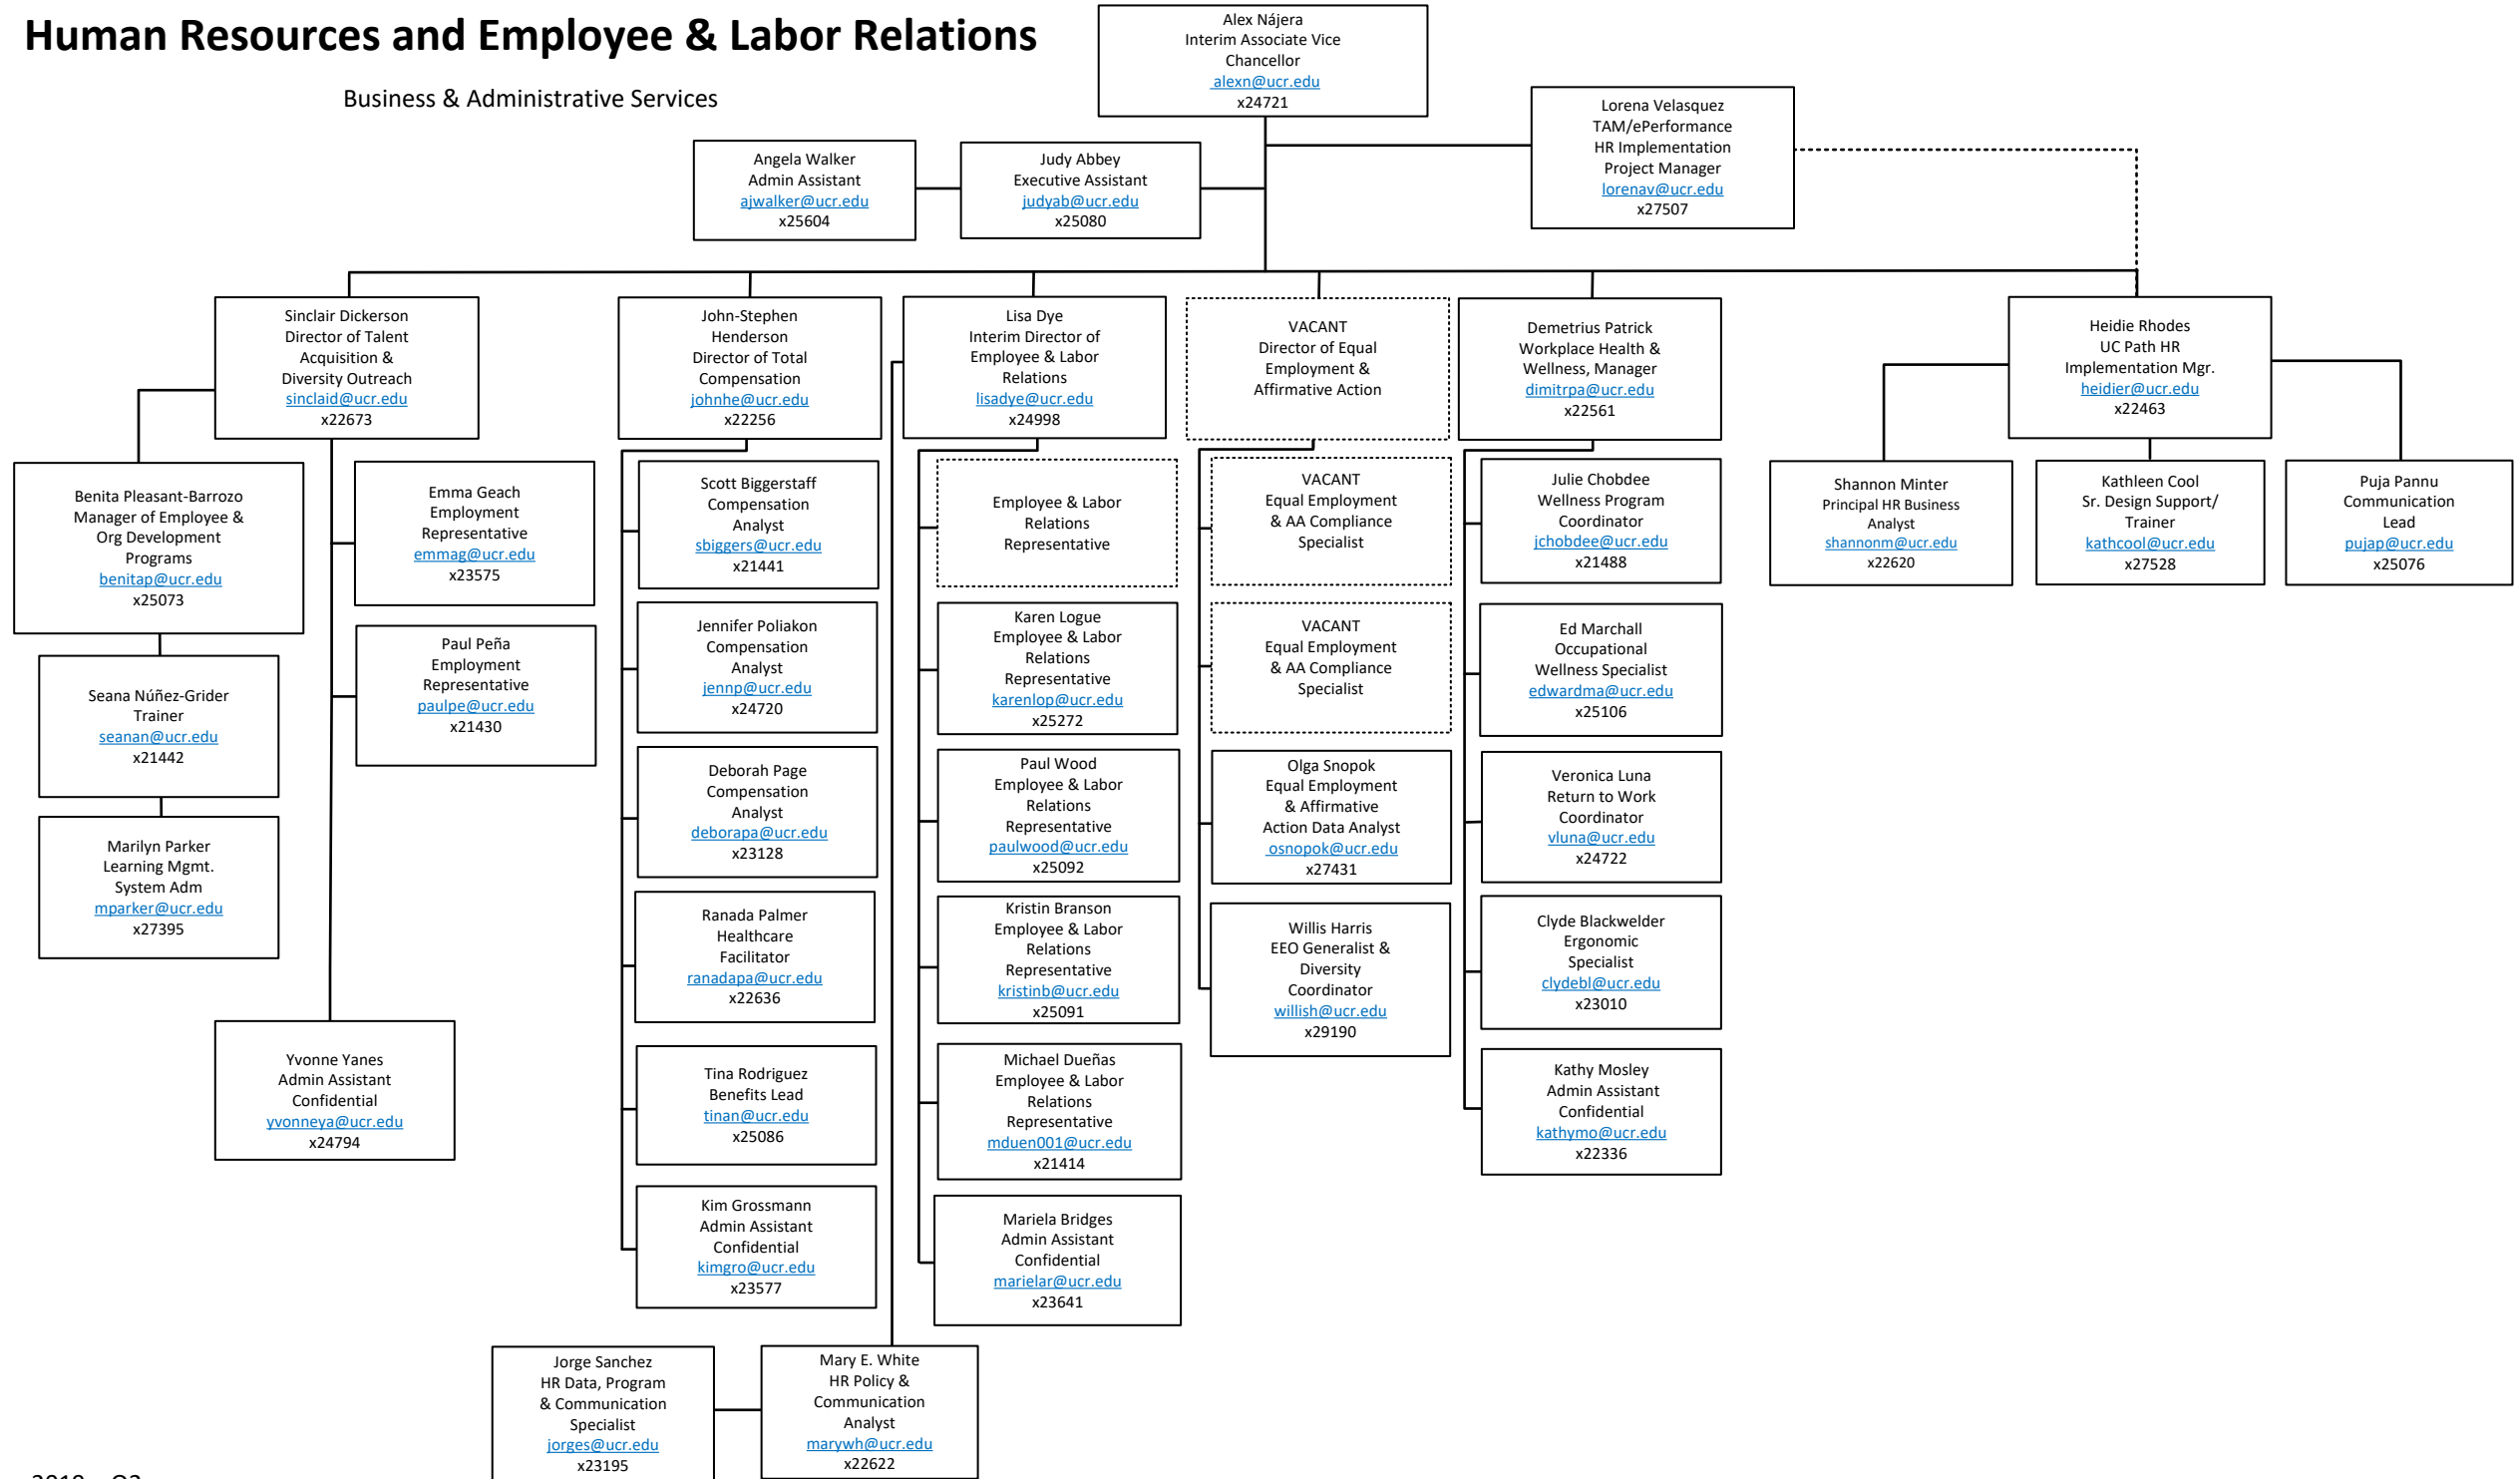 Human Resources and Employee & Labor Relations
Business & Administrative Services
Alex Nájera
Interim Associate Vice
Chancellor
alexn@ucr.edu
x24721
Lorena Velasquez
TAM/ePerformance
HR Implementation
Project Manager
lorenav@ucr.edu
x27507
Angela Walker
Admin Assistant
ajwalker@ucr.edu
x25604
Judy Abbey
Executive Assistant
judyab@ucr.edu
x25080
Sinclair Dickerson
Director of Talent
Acquisition &
Diversity Outreach
sinclaid@ucr.edu
x22673
John-Stephen
Henderson
Director of Total
Compensation
johnhe@ucr.edu
x22256
Lisa Dye
Interim Director of
Employee & Labor
Relations
lisadye@ucr.edu
x24998
VACANT
Director of Equal
Employment &
Affirmative Action
Demetrius Patrick
Workplace Health &
Wellness, Manager
dimitrpa@ucr.edu
x22561
Heidie Rhodes
UC Path HR
Implementation Mgr.
heidier@ucr.edu
x22463
Benita Pleasant-Barrozo
Manager of Employee &
Org Development
Programs
benitap@ucr.edu
x25073
Seana Núñez-Grider
Trainer
seanan@ucr.edu
x21442
Marilyn Parker
Learning Mgmt.
System Adm
mparker@ucr.edu
x27395
Emma Geach
Employment
Representative
emmag@ucr.edu
x23575
Paul Peña
Employment
Representative
paulpe@ucr.edu
x21430
Yvonne Yanes
Admin Assistant
Confidential
yvonneya@ucr.edu
x24794
Scott Biggerstaff
Compensation
Analyst
sbiggers@ucr.edu
x21441
Jennifer Poliakon
Compensation
Analyst
jennp@ucr.edu
x24720
Deborah Page
Compensation
Analyst
deborapa@ucr.edu
x23128
Ranada Palmer
Healthcare
Facilitator
ranadapa@ucr.edu
x22636
Tina Rodriguez
Benefits Lead
tinan@ucr.edu
x25086
Kim Grossmann
Admin Assistant
Confidential
kimgro@ucr.edu
x23577
Employee & Labor
Relations
Representative
Karen Logue
Employee & Labor
Relations
Representative
karenlop@ucr.edu
x25272
Paul Wood
Employee & Labor
Relations
Representative
paulwood@ucr.edu
x25092
Kristin Branson
Employee & Labor
Relations
Representative
kristinb@ucr.edu
x25091
Michael Dueñas
Employee & Labor
Relations
Representative
mduen001@ucr.edu
x21414
Mariela Bridges
Admin Assistant
Confidential
marielar@ucr.edu
x23641
VACANT
Equal Employment
& AA Compliance
Specialist
VACANT
Equal Employment
& AA Compliance
Specialist
Olga Snopok
Equal Employment
& Affirmative
Action Data Analyst
osnopok@ucr.edu
x27431
Willis Harris
EEO Generalist &
Diversity
Coordinator
willish@ucr.edu
x29190
Julie Chobdee
Wellness Program
Coordinator
jchobdee@ucr.edu
x21488
Ed Marchall
Occupational
Wellness Specialist
edwardma@ucr.edu
x25106
Veronica Luna
Return to Work
Coordinator
vluna@ucr.edu
x24722
Clyde Blackwelder
Ergonomic
Specialist
clydebl@ucr.edu
x23010
Kathy Mosley
Admin Assistant
Confidential
kathymo@ucr.edu
x22336
Shannon Minter
Principal HR Business
Analyst
shannonm@ucr.edu
x22620
Kathleen Cool
Sr. Design Support/
Trainer
kathcool@ucr.edu
x27528
Puja Pannu
Communication
Lead
pujap@ucr.edu
x25076
Jorge Sanchez
HR Data, Program
& Communication
Specialist
jorges@ucr.edu
x23195
Mary E. White
HR Policy &
Communication
Analyst
marywh@ucr.edu
x22622